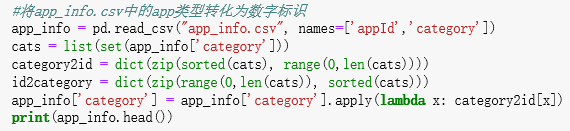 #将app_info.csv中的app类型转化为数字标识
app_info = pd.read_csv("app_info.csv", names=['appId','category'])
cats = list(set(app_info['category']))
category2id = dict(zip(sorted(cats), range(0,len(cats))))
id2category = dict(zip(range(0,len(cats)), sorted(cats)))
app_info['category'] = app_info['category'].apply(lambda x: category2id[x])
print(app_info.head())